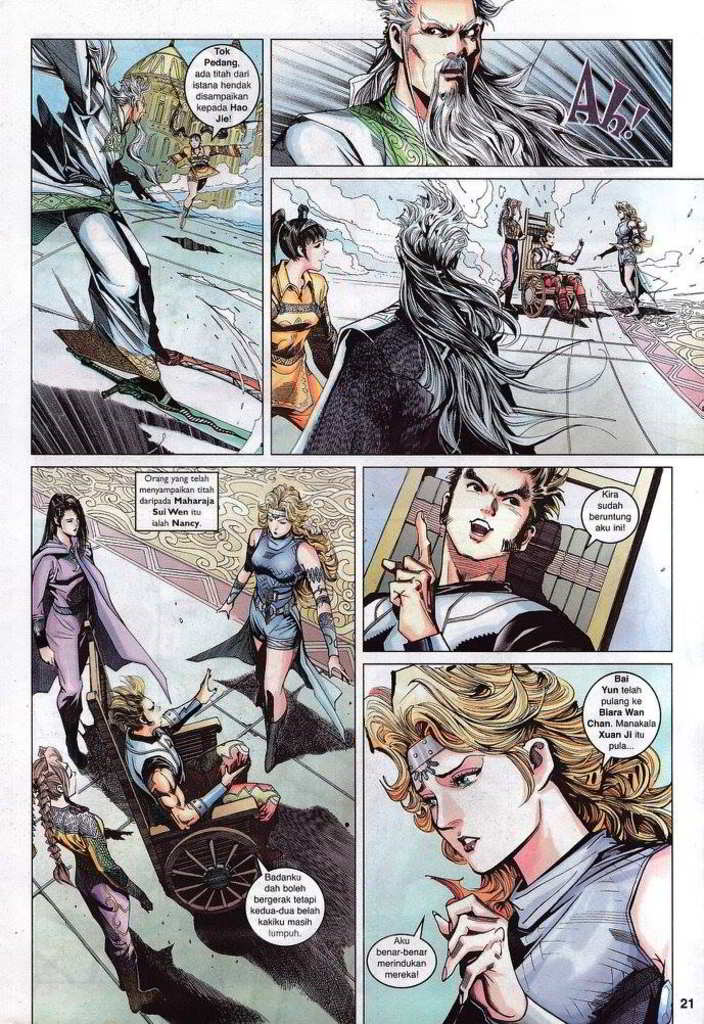 Tok
Pedang,
ada titah dari
istana hendak
disampaikan
kepada Hao
Jie!
Ah!
Orang yang telah
menyampaikan titah
daripada Maharaja
Sui Wen itu
ialah Nancy.
Kira
sudah
beruntung
aku ini!
Badanku
dah boleh
bergerak tetapi
kedua-dua belah
kakiku masih
lumpuh.
Bai
Yun telah
pulang ke
Biara Wan
Chan. Manakala
Xuan Ji itu
pula...
Aku
benar-benar
merindukan
mereka!
21